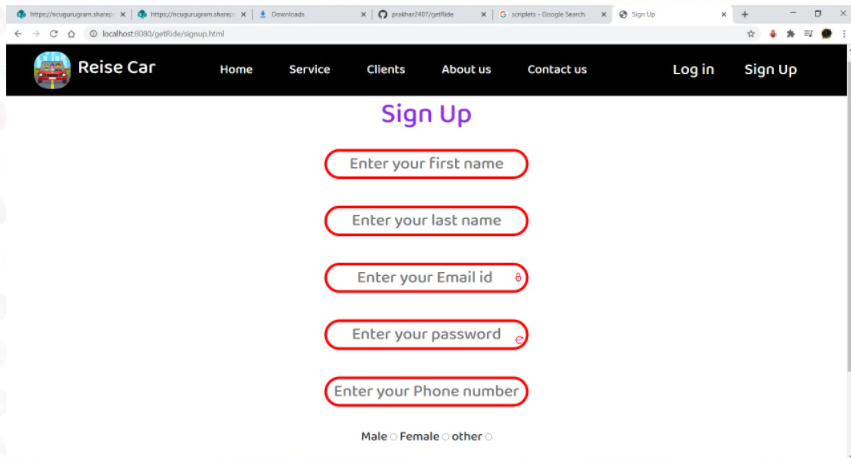 https://ncugurugram.sharep
https://ncugurugram.sharep
Downloads
prakhar2407/getRide
scriplets - Google Search
Sign Up
localhost:8080/getRide/signup.html
Reise Car
Home
Service
Clients
About us
Contact us
Log in
Sign Up
Sign Up
Enter your first name
Enter your last name
Enter your Email id
Enter your password
Enter your Phone number
Male Female other